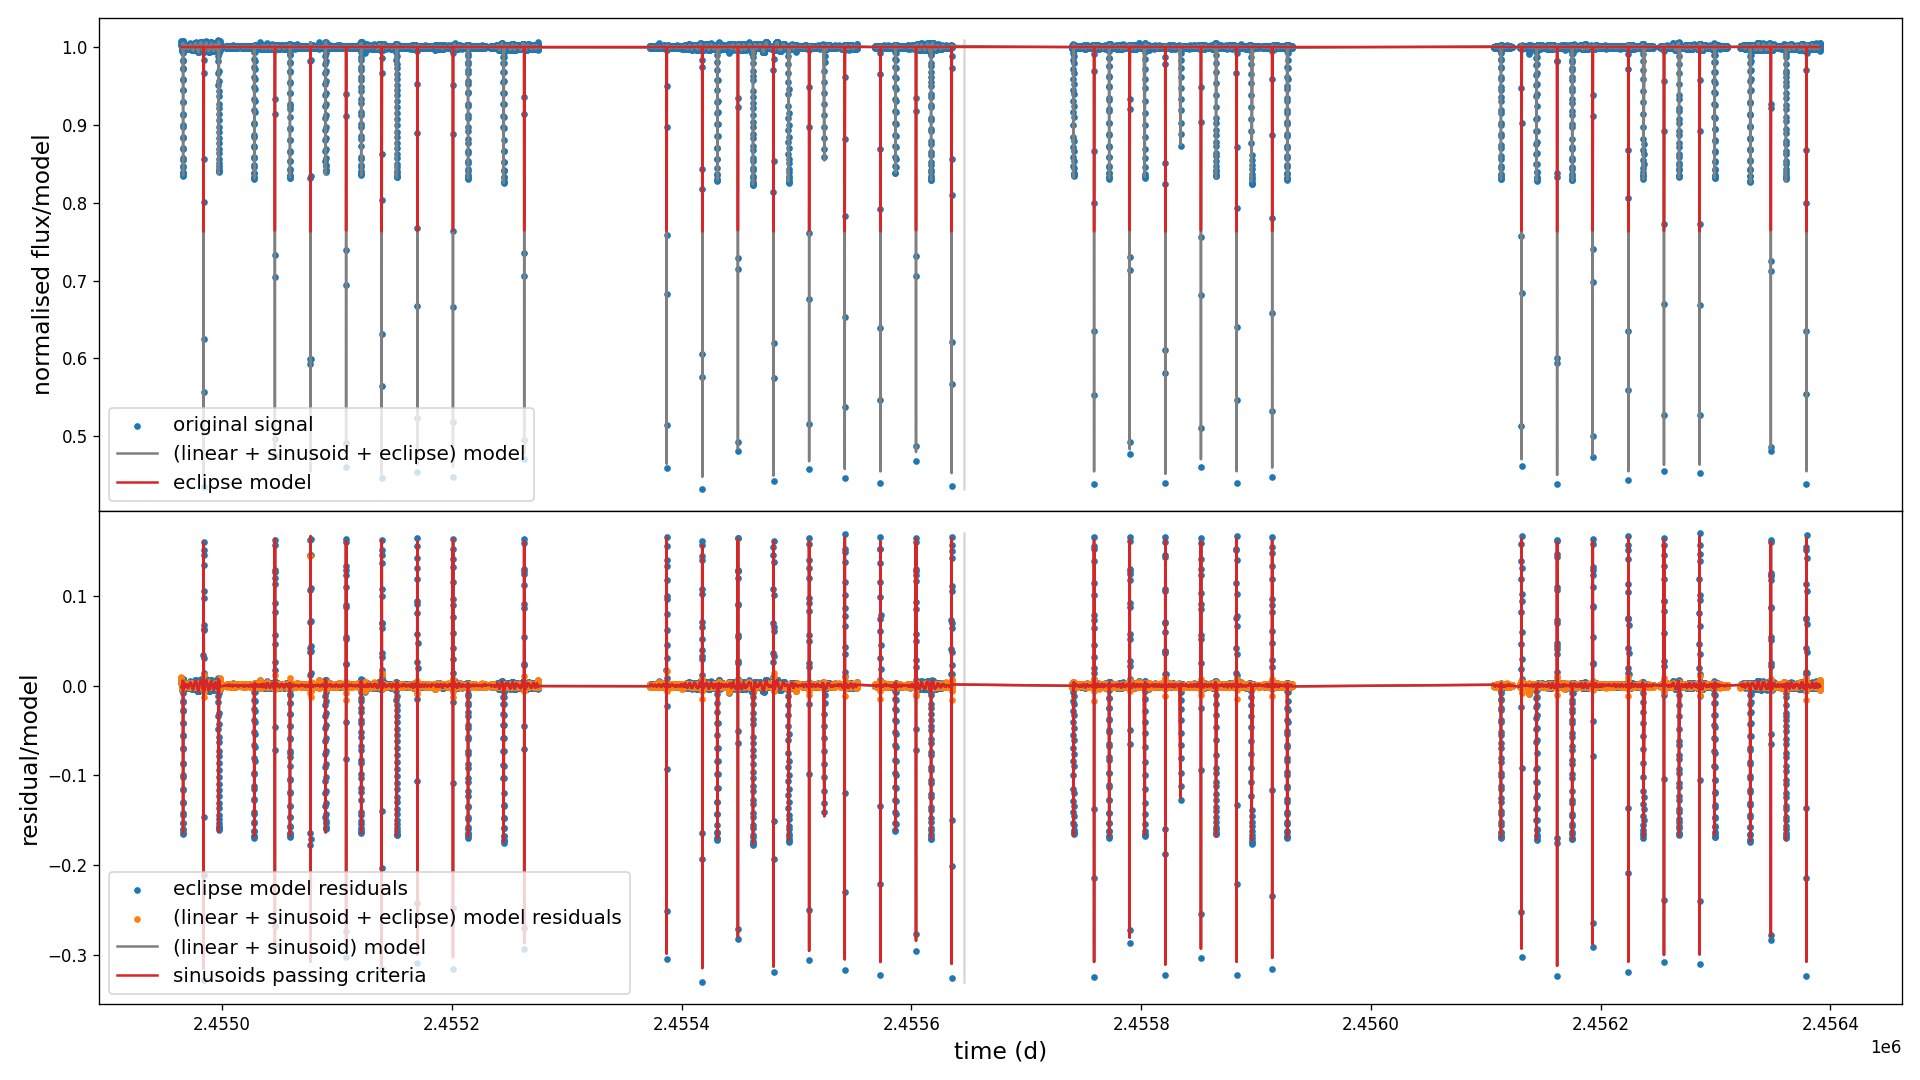 1.0
0.9
0.8
0.7
0.6
0.5
normalised flux/model
original signal
(linear + sinusoid + eclipse) model
eclipse model
0.1
0.0
−0.1
−0.2
−0.3
residual/model
eclipse model residuals
(linear + sinusoid + eclipse) model residuals
(linear + sinusoid) model
sinusoids passing criteria
2.4550 2.4552 2.4554 2.4556 2.4558 2.4560 2.4562 2.4564
1e6
time (d)